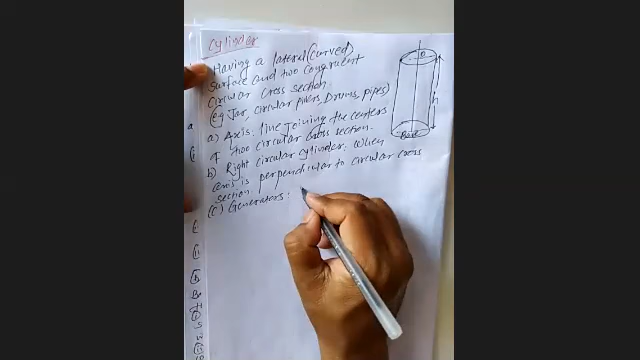 Cylinder
Having a lateral (curved)
surface and two congruent
circular cross section
(eg Jar, circular pillers, Drums, pipes)
a) Axis: line Joining the centers
of two circular cross section.
b) Right circular cylinder: When
axis is perpendicular to circular cross
section.
(c) Generators:
h
Base